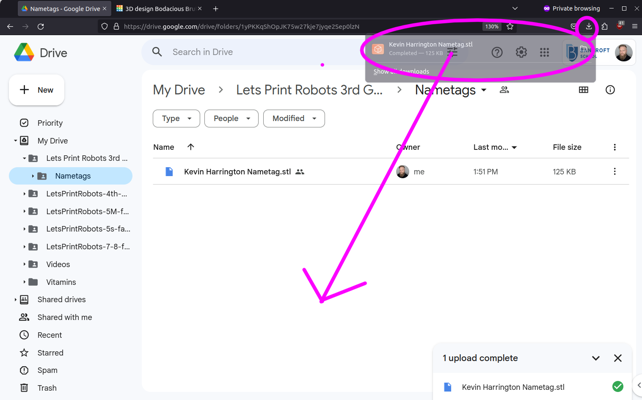 Nametags - Google Drive
3D design Bodacious Br
Private browsing
https://drive.google.com/drive/folders/
130%
Drive
Search in Drive
Kevin Harrington Nametag.stl
Completed — 125 KB
New
My Drive
Lets Print Robots 3rd G...
Nametags
Type
People
Modified
Name
Owner
Last mo...
File size
Kevin Harrington Nametag.stl
me
1:51 PM
125 KB
Priority
My Drive
Lets Print Robots 3rd ...
Nametags
LetsPrintRobots-4th-...
LetsPrintRobots-5M-f...
LetsPrintRobots-5s-fa...
LetsPrintRobots-7-8-f...
Videos
Vitamins
Shared drives
Shared with me
Recent
Starred
Spam
Trash
1 upload complete
Kevin Harrington Nametag.stl